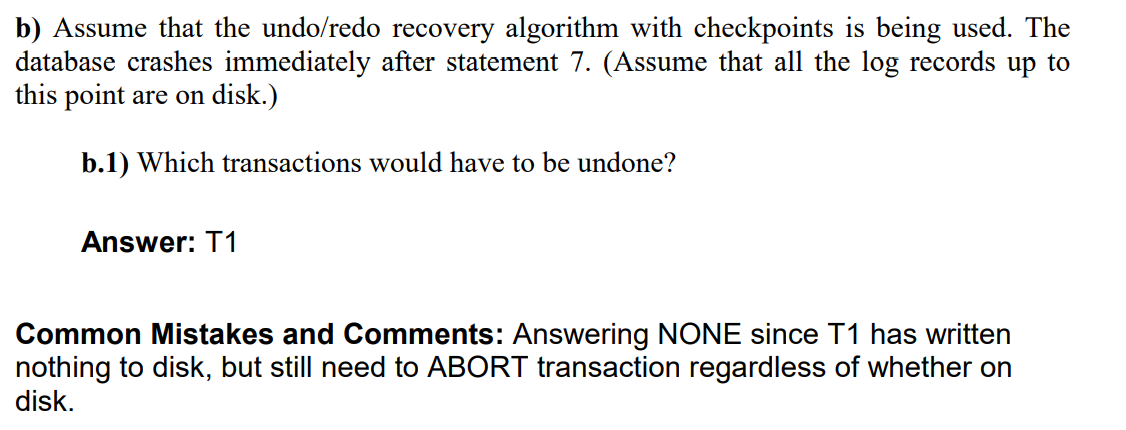 b) Assume that the undo/redo recovery algorithm with checkpoints is being used. The
database crashes immediately after statement 7. (Assume that all the log records up to
this point are on disk.)
b.1) Which transactions would have to be undone?
Answer: T1
Common Mistakes and Comments: Answering NONE since T1 has written
nothing to disk, but still need to ABORT transaction regardless of whether on
disk.